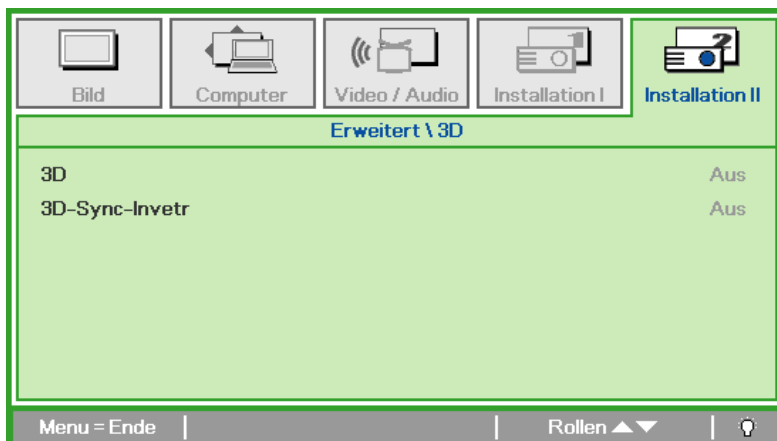 Bild
Computer
Video / Audio
Installation I
Installation II
Erweitert \ 3D
3D Aus
3D-Sync-Invetr Aus
Menu = Ende Rollen ▲▼